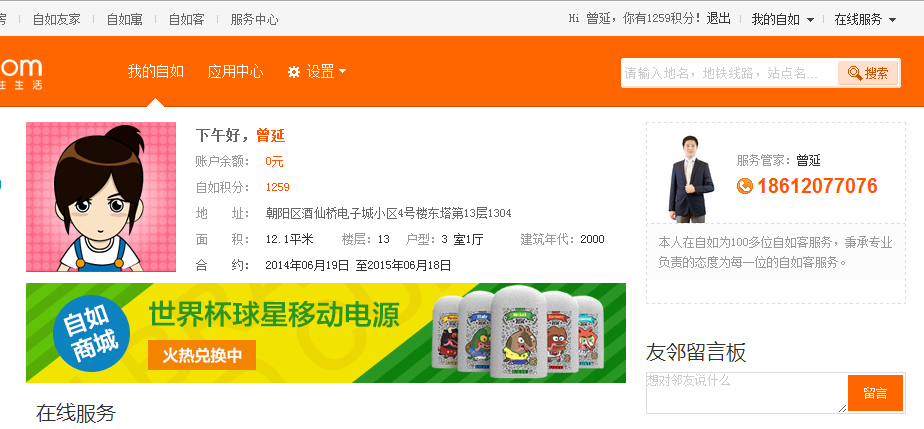 自如友家 自如寓 自如客 服务中心 Hi 曾延，你有1259积分！退出 我的自如 在线服务
om
住生活
我的自如 应用中心 设置 请输入地名，地铁线路，站点名... 搜索
下午好，曾延
账户余额： 0元
自如积分： 1259
地 址： 朝阳区酒仙桥电子城小区4号楼东塔第13层1304
面 积： 12.1平米 楼层：13 户型：3 室1厅 建筑年代：2000
合 约： 2014年06月19日 至2015年06月18日
服务管家：曾延
18612077076
本人在自如为100多位自如客服务，秉承专业
负责的态度为每一位的自如客服务。
自如
商城
世界杯球星移动电源
火热兑换中
友邻留言板
想对邻友说什么
留言
在线服务